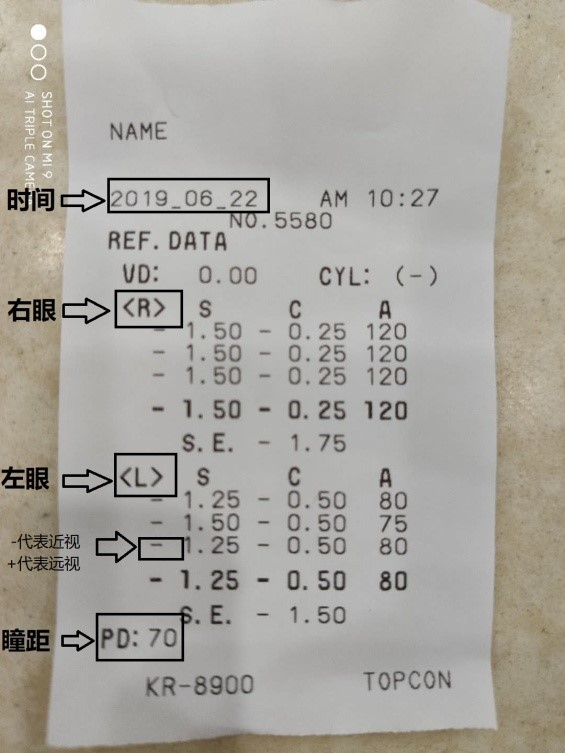 SHOT ON MI 9
AI TRIPLE CAME
NAME
时间 2019_06_22 AM 10:27
NO.5580
REF.DATA
VD: 0.00 CYL: (-)
右眼 <R> S C A
- 1.50 - 0.25 120
- 1.50 - 0.25 120
- 1.50 - 0.25 120
- 1.50 - 0.25 120
S.E. - 1.75
左眼 <L> S C A
- 1.25 - 0.50 80
- 1.50 - 0.50 75
-代表近视
+代表远视
- 1.25 - 0.50 80
- 1.25 - 0.50 80
S.E. - 1.50
瞳距 PD: 70
KR-8900 TOPCON